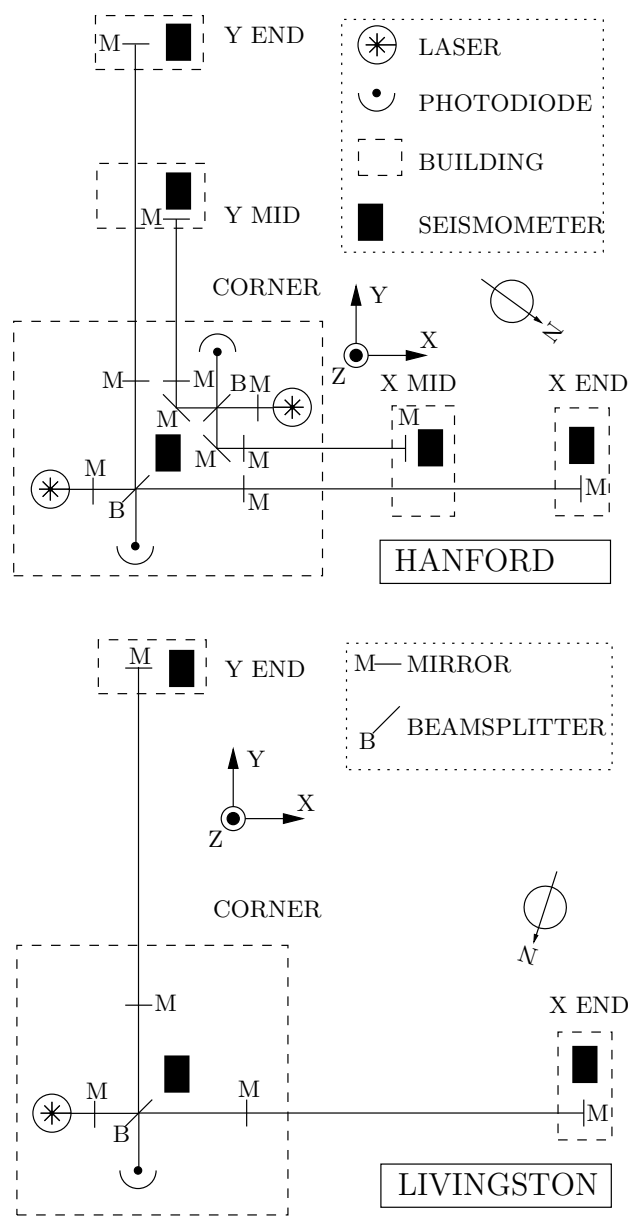 M
Y END
LASER
PHOTODIODE
BUILDING
SEISMOMETER
M
Y MID
CORNER
Y
X
Z
N
X MID
X END
M
M
B
M
M
M
M
M
M
B
M
M
HANFORD
M
Y END
M MIRROR
B BEAMSPLITTER
Y
X
Z
CORNER
N
M
X END
M
M
B
M
LIVINGSTON